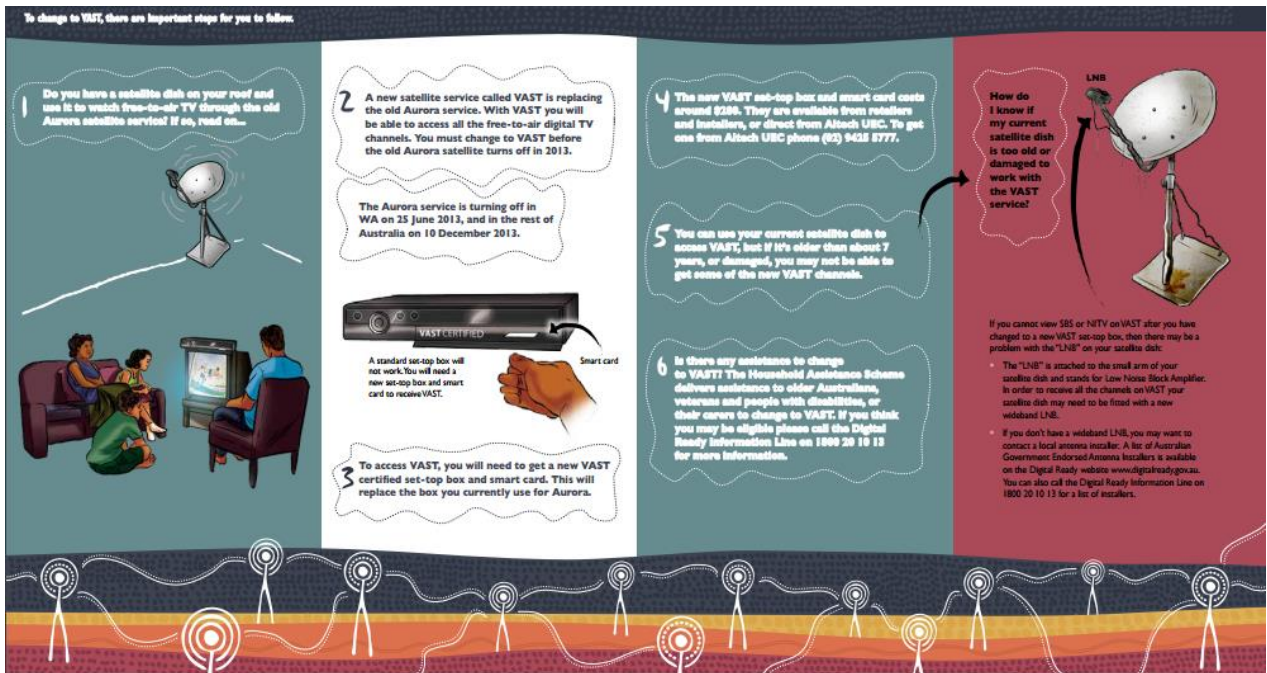 To change to VAST, there are important steps for you to follow.
1
Do you have a satellite dish on your roof and
use it to watch free-to-air TV through the old
Aurora satellite service? If so, read on...
2
A new satellite service called VAST is replacing
the old Aurora service. With VAST you will
be able to access all the free-to-air digital TV
channels. You must change to VAST before
the old Aurora satellite turns off in 2013.
The Aurora service is turning off in
WA on 25 June 2013, and in the rest of
Australia on 10 December 2013.
VAST CERTIFIED
A standard set-top box will
not work. You will need a
new set-top box and smart
card to receive VAST.
Smart card
3
To access VAST, you will need to get a new VAST
certified set-top box and smart card. This will
replace the box you currently use for Aurora.
4
The new VAST set-top box and smart card costs
around $200. They are available from retailers
and installers, or direct from Altech UEC. To get
one from Altech UEC phone (02) 9425 5777.
5
You can use your current satellite dish to
access VAST, but if it's older than about 7
years, or damaged, you may not be able to
get some of the new VAST channels.
6
Is there any assistance to change
to VAST? The Household Assistance Scheme
delivers assistance to older Australians,
veterans and people with disabilities, or
their carers to change to VAST. If you think
you may be eligible please call the Digital
Ready Information Line on 1800 20 10 13
for more information.
LNB
How do
I know if
my current
satellite dish
is too old or
damaged to
work with
the VAST
service?
If you cannot view SBS or NITV on VAST after you have
changed to a new VAST set-top box, then there may be a
problem with the "LNB" on your satellite dish:
• The "LNB" is attached to the small arm of your
satellite dish and stands for Low Noise Block Amplifier.
In order to receive all the channels on VAST your
satellite dish may need to be fitted with a new
wideband LNB.
• If you don't have a wideband LNB, you may want to
contact a local antenna installer. A list of Australian
Government Endorsed Antenna Installers is available
on the Digital Ready website www.digitalready.gov.au.
You can also call the Digital Ready Information Line on
1800 20 10 13 for a list of installers.